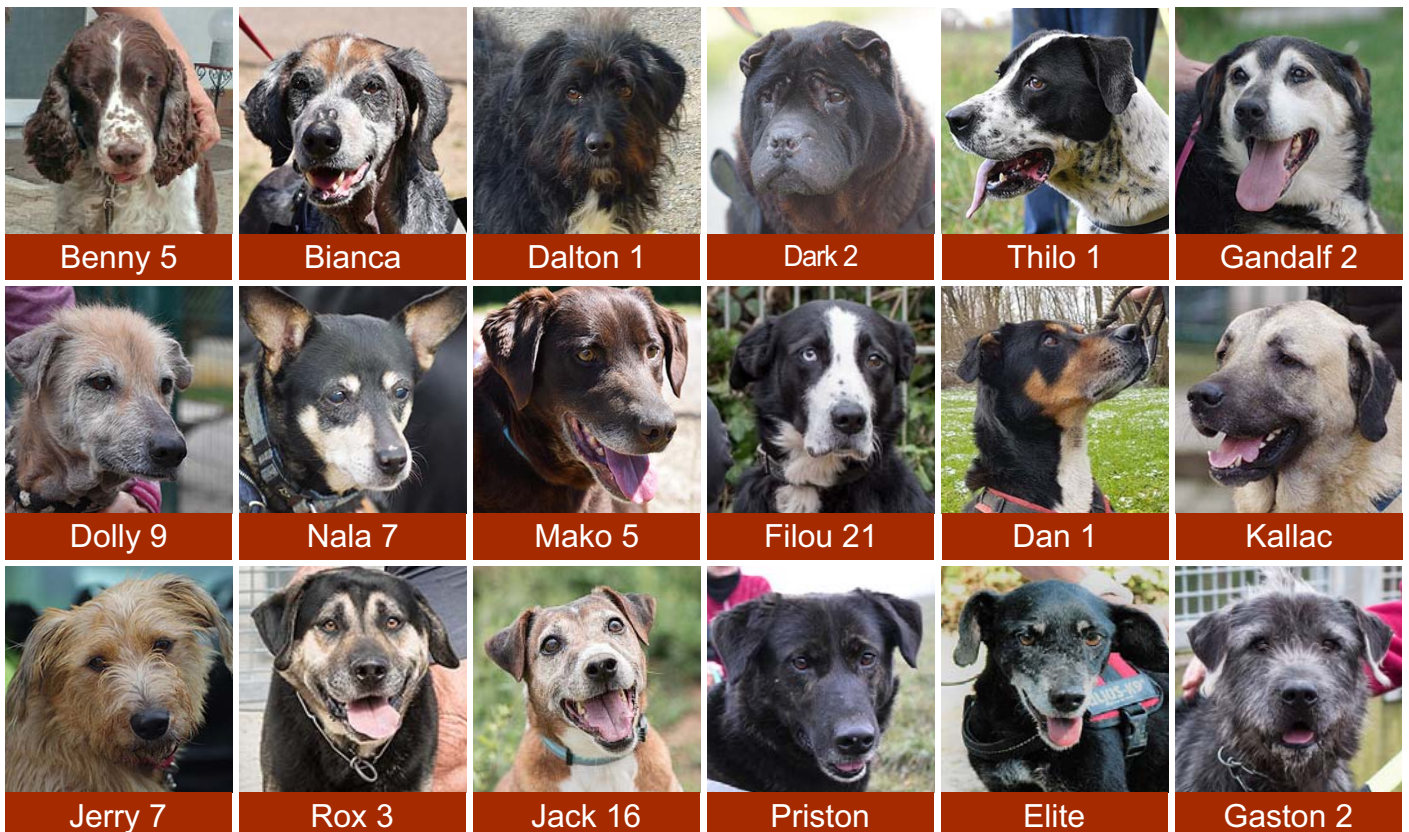 Benny 5
Bianca
Dalton 1
Dark 2
Thilo 1
Gandalf 2
Dolly 9
Nala 7
Mako 5
Filou 21
Dan 1
Kallac
Jerry 7
Rox 3
Jack 16
Priston
Elite
Gaston 2